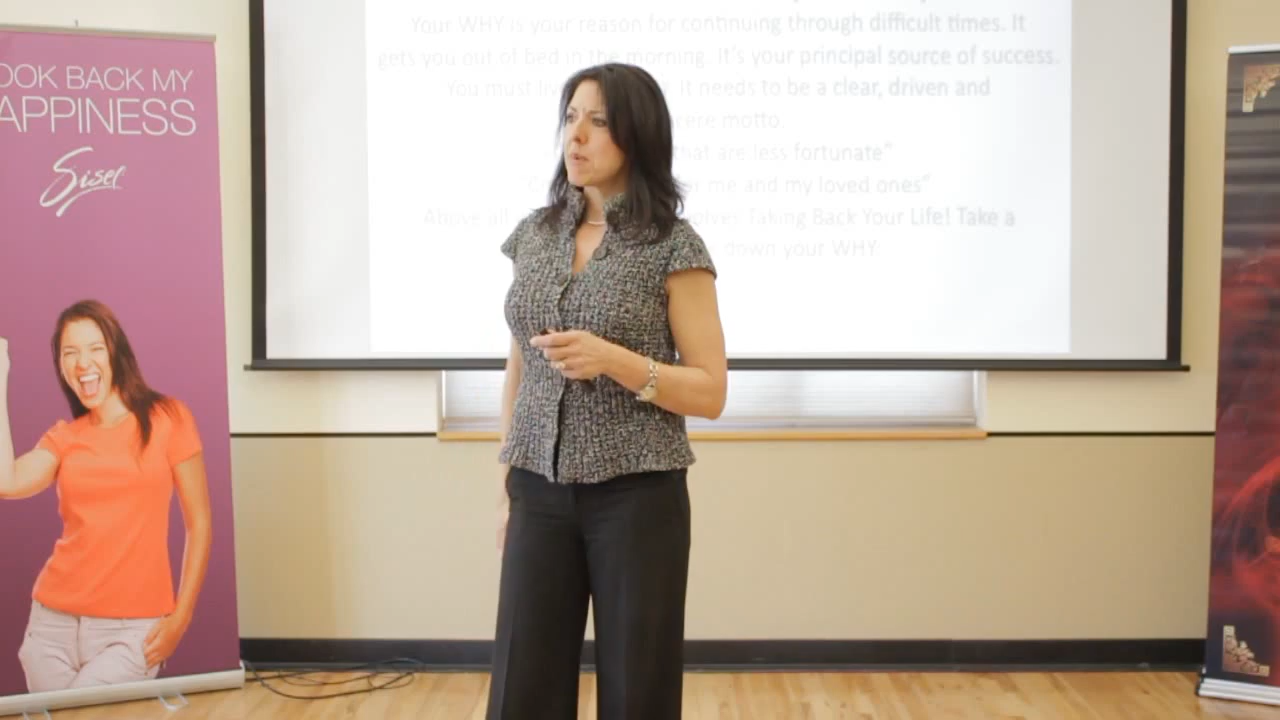 OOK BACK MY
APPINESS
Sisel
Your WHY is your reason for continuing through difficult times. It
gets you out of bed in the morning. It's your principal source of success.
You must live It needs to be a clear, driven and
motto.
that are less fortunate"
me and my loved ones"
Above all Taking Back Your Life! Take a
down your WHY